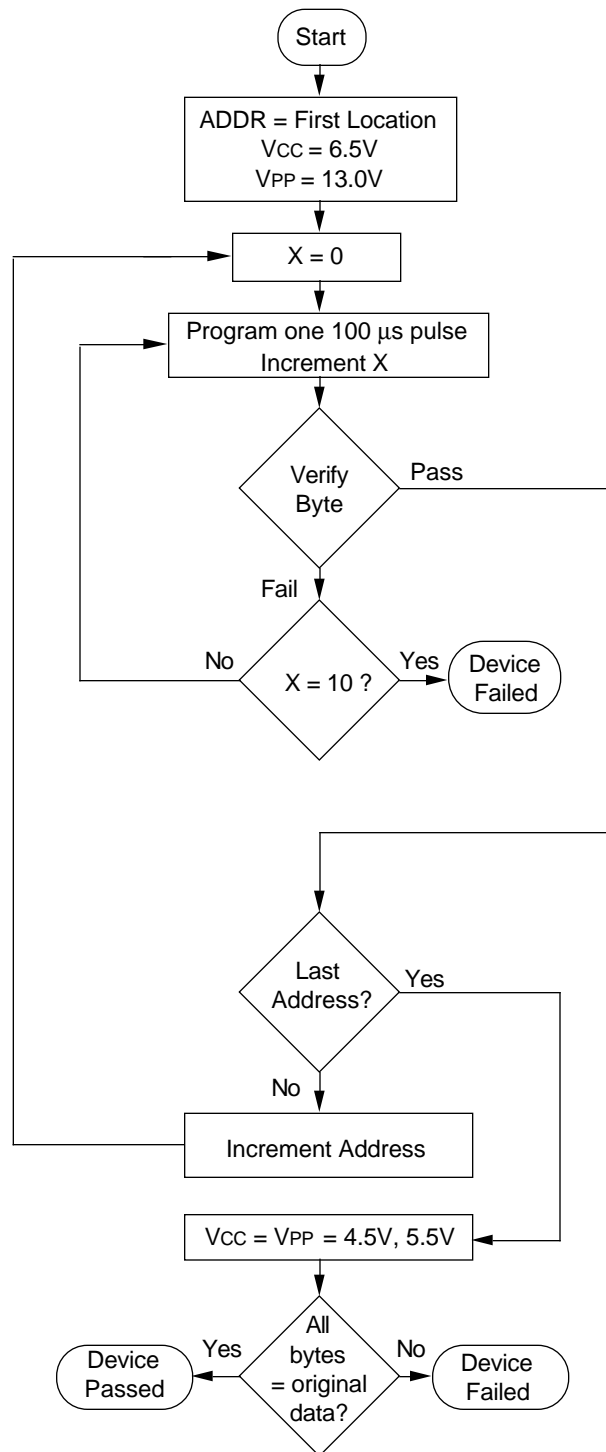 Start
ADDR = First Location
VCC = 6.5V
VPP = 13.0V
X = 0
Program one 100 µs pulse
Increment X
Verify
Byte
Pass
Fail
No
X = 10 ?
Yes
Device
Failed
Last
Address?
Yes
No
Increment Address
VCC = VPP = 4.5V, 5.5V
All
bytes
= original
data?
Yes
No
Device
Passed
Device
Failed